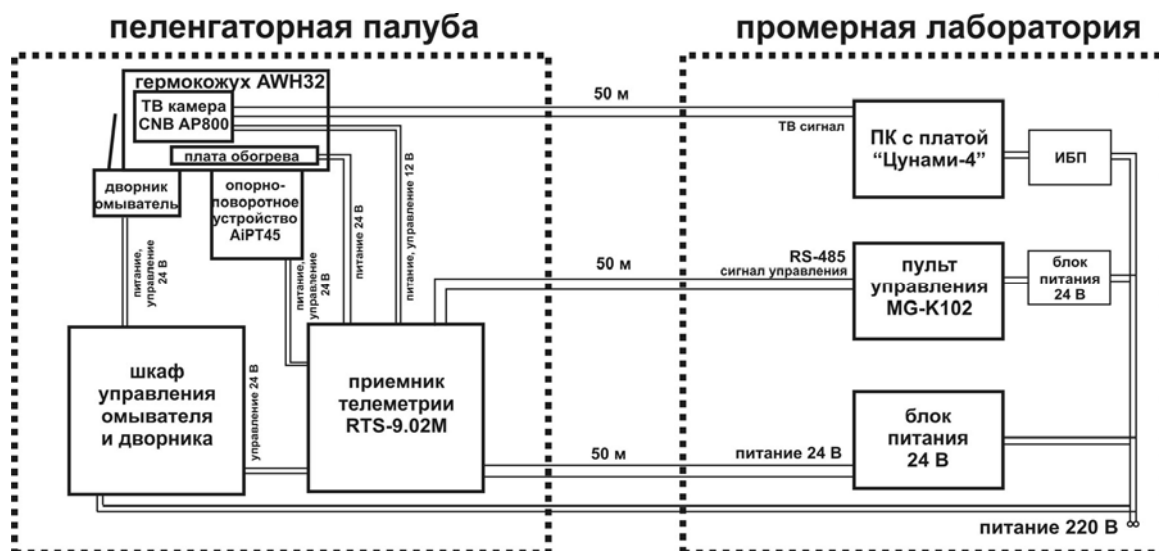 пеленгаторная палуба
промерная лаборатория
гермокожух AWH32
ТВ камера
CNB AP800
плата обогрева
дворник
омыватель
опорно-
поворотное
устройство
AiPT45
питание,
управление
24 В
питание,
управление
24 В
питание 24 В
питание, управление 12 В
шкаф
управления
омывателя
и дворника
управление 24 В
приемник
телеметрии
RTS-9.02M
50 м
ТВ сигнал
50 м
RS-485
сигнал управления
50 м
питание 24 В
ПК с платой
“Цунами-4”
ИБП
пульт
управления
MG-K102
блок
питания
24 В
блок
питания
24 В
питание 220 В